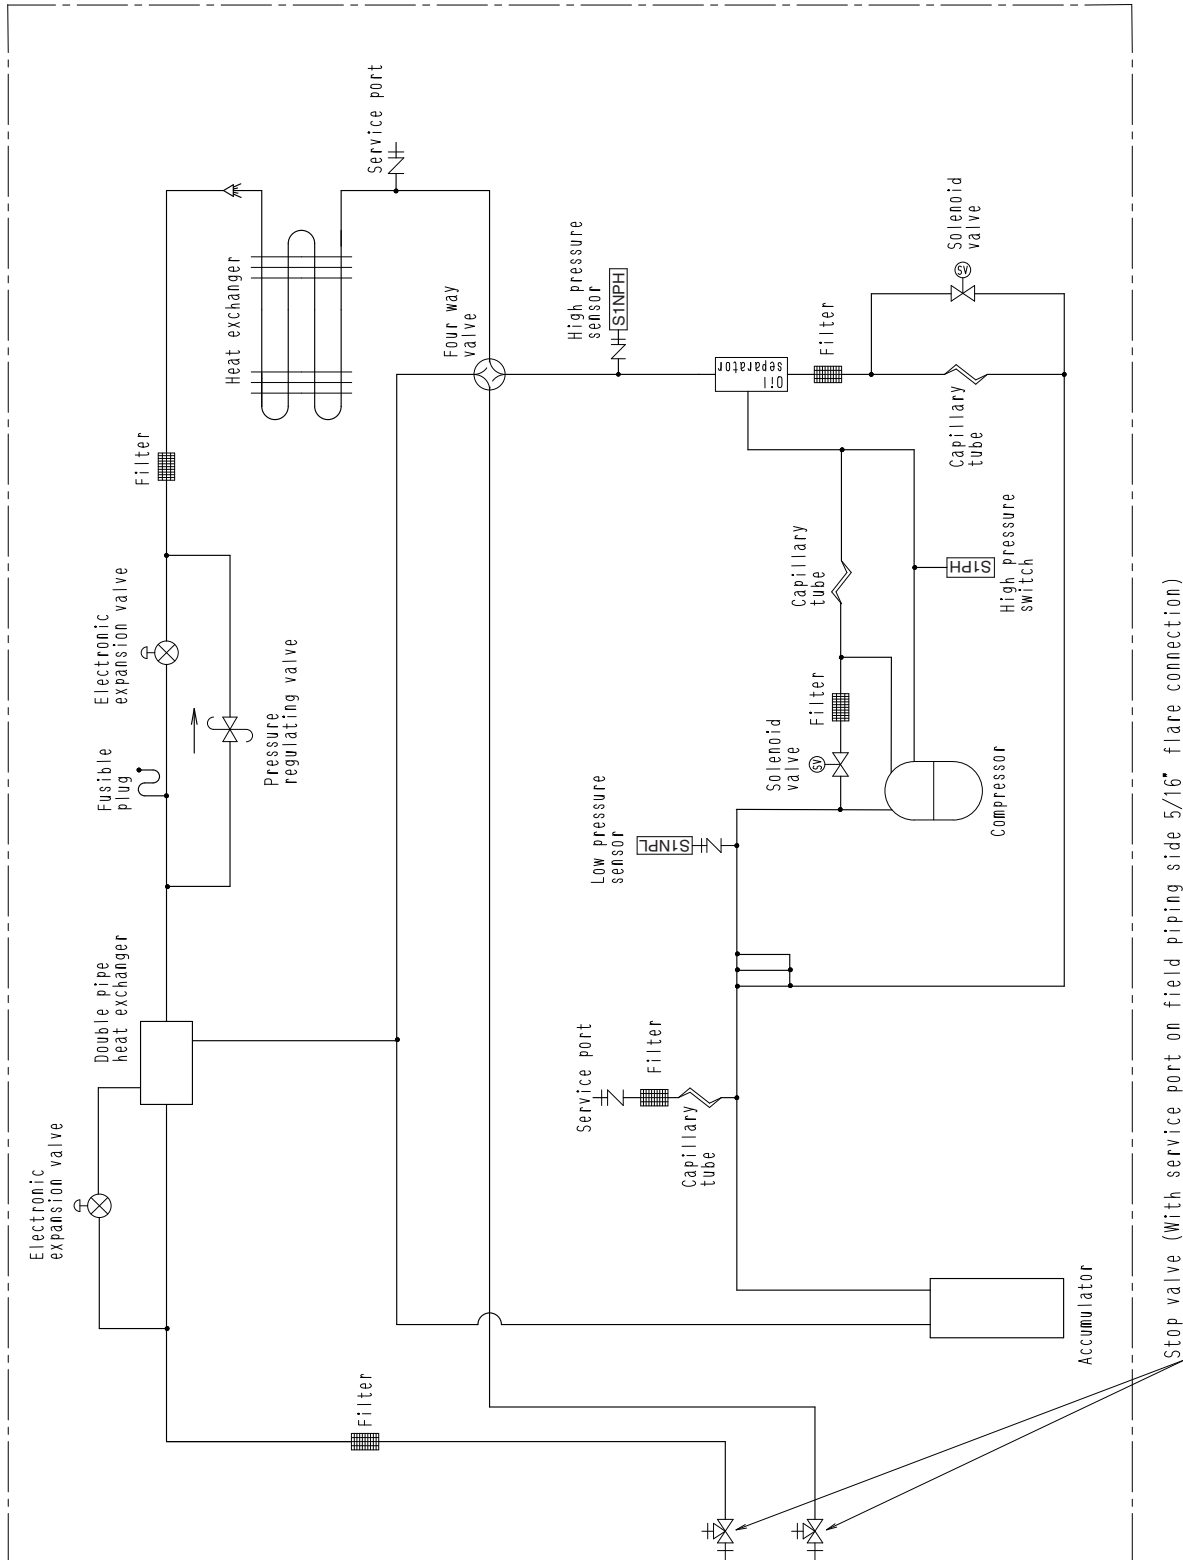 Service port
Heat exchanger
Solenoid
valve
SV
High pressure
sensor
S1NPH
Four way
valve
Filter
Oil
separator
Filter
Capillary
tube
Electronic
expansion valve
Capillary
tube
S1PH
High pressure
switch
Pressure
regulating valve
Filter
Fusible
plug
Solenoid
valve
SV
Compressor
Low pressure
sensor
S1NPL
Double pipe
heat exchanger
Service port
Filter
Capillary
tube
Electronic
expansion valve
Accumulator
Filter
Stop valve (With service port on field piping side 5/16" flare connection)